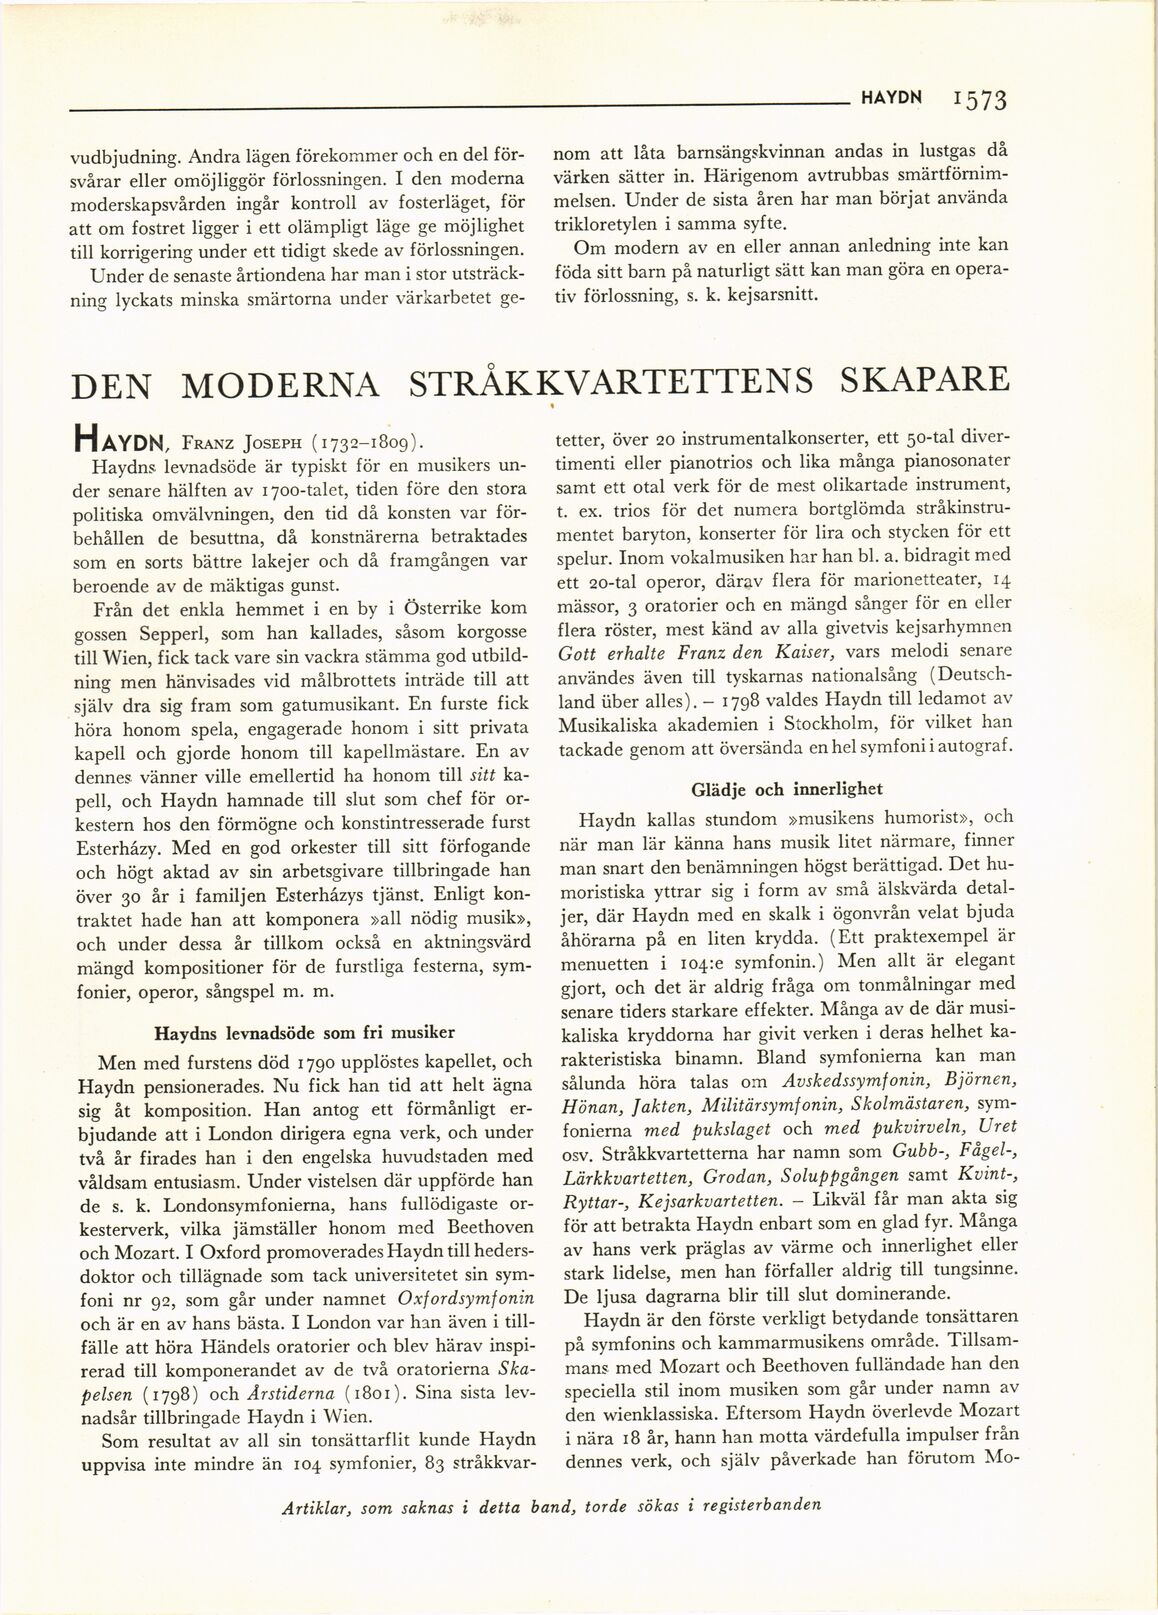 HAYDN 1573
vudbjudning. Andra lägen förekommer och en del för-
svårar eller omöjliggör förlossningen. I den moderna
moderskapsvården ingår kontroll av fosterläget, för
att om fostret ligger i ett olämpligt läge ge möjlighet
till korrigering under ett tidigt skede av förlossningen.
Under de senaste årtiondena har man i stor utsträck-
ning lyckats minska smärtorna under värkarbetet ge-
nom att låta barnsängskvinnan andas in lustgas då
värken sätter in. Härigenom avtrubbas smärtförnim-
melsen. Under de sista åren har man börjat använda
trikloretylen i samma syfte.
Om modern av en eller annan anledning inte kan
föda sitt barn på naturligt sätt kan man göra en opera-
tiv förlossning, s. k. kejsarsnitt.
DEN MODERNA STRÅKKVARTETTENS SKAPARE
HAYDN, FRANZ JOSEPH (1732–1809).
Haydns levnadsöde är typiskt för en musikers un-
der senare hälften av 1700-talet, tiden före den stora
politiska omvälvningen, den tid då konsten var för-
behållen de besuttna, då konstnärerna betraktades
som en sorts bättre lakejer och då framgången var
beroende av de mäktigas gunst.
Från det enkla hemmet i en by i Österrike kom
gossen Sepperl, som han kallades, såsom korgosse
till Wien, fick tack vare sin vackra stämma god utbild-
ning men hänvisades vid målbrottets inträde till att
själv dra sig fram som gatumusikant. En furste fick
höra honom spela, engagerade honom i sitt privata
kapell och gjorde honom till kapellmästare. En av
dennes vänner ville emellertid ha honom till sitt ka-
pell, och Haydn hamnade till slut som chef för or-
kestern hos den förmögne och konstintresserade furst
Esterházy. Med en god orkester till sitt förfogande
och högt aktad av sin arbetsgivare tillbringade han
över 30 år i familjen Esterházys tjänst. Enligt kon-
traktet hade han att komponera »all nödig musik»,
och under dessa år tillkom också en aktningsvärd
mängd kompositioner för de furstliga festerna, sym-
fonier, operor, sångspel m. m.
Haydns levnadsöde som fri musiker
Men med furstens död 1790 upplöstes kapellet, och
Haydn pensionerades. Nu fick han tid att helt ägna
sig åt komposition. Han antog ett förmånligt er-
bjudande att i London dirigera egna verk, och under
två år firades han i den engelska huvudstaden med
våldsam entusiasm. Under vistelsen där uppförde han
de s. k. Londonsymfonierna, hans fullödigaste or-
kesterverk, vilka jämställer honom med Beethoven
och Mozart. I Oxford promoverades Haydn till heders-
doktor och tillägnade som tack universitetet sin sym-
foni nr 92, som går under namnet Oxfordsymfonin
och är en av hans bästa. I London var han även i till-
fälle att höra Händels oratorier och blev härav inspi-
rerad till komponerandet av de två oratorierna Ska-
pelsen (1798) och Årstiderna (1801). Sina sista lev-
nadsår tillbringade Haydn i Wien.
Som resultat av all sin tonsättarflit kunde Haydn
uppvisa inte mindre än 104 symfonier, 83 stråkkvar-
tetter, över 20 instrumentalkonserter, ett 50-tal diver-
timenti eller pianotrios och lika många pianosonater
samt ett otal verk för de mest olikartade instrument,
t. ex. trios för det numera bortglömda stråkinstru-
mentet baryton, konserter för lira och stycken för ett
spelur. Inom vokalmusiken har han bl. a. bidragit med
ett 20-tal operor, därav flera för marionetteater, 14
mässor, 3 oratorier och en mängd sånger för en eller
flera röster, mest känd av alla givetvis kejsarhymnen
Gott erhalte Franz den Kaiser, vars melodi senare
användes även till tyskarnas nationalsång (Deutsch-
land über alles). – 1798 valdes Haydn till ledamot av
Musikaliska akademien i Stockholm, för vilket han
tackade genom att översända en hel symfoni i autograf.
Glädje och innerlighet
Haydn kallas stundom »musikens humorist», och
när man lär känna hans musik litet närmare, finner
man snart den benämningen högst berättigad. Det hu-
moristiska yttrar sig i form av små älskvärda detal-
jer, där Haydn med en skalk i ögonvrån velat bjuda
åhörarna på en liten krydda. (Ett praktexempel är
menuetten i 104:e symfonin.) Men allt är elegant
gjort, och det är aldrig fråga om tonmålningar med
senare tiders starkare effekter. Många av de där musi-
kaliska kryddorna har givit verken i deras helhet ka-
rakteristiska binamn. Bland symfonierna kan man
sålunda höra talas om Avskedssymfonin, Björnen,
Hönan, Jakten, Militärsymfonin, Skolmästaren, sym-
fonierna med pukslaget och med pukvirveln, Uret
osv. Stråkkvartetterna har namn som Gubb-, Fågel-,
Lärkkvartetten, Grodan, Soluppgången samt Kvint-,
Ryttar-, Kejsarkvartetten. – Likväl får man akta sig
för att betrakta Haydn enbart som en glad fyr. Många
av hans verk präglas av värme och innerlighet eller
stark lidelse, men han förfaller aldrig till tungsinne.
De ljusa dagrarna blir till slut dominerande.
Haydn är den förste verkligt betydande tonsättaren
på symfonins och kammarmusikens område. Tillsam-
mans med Mozart och Beethoven fulländade han den
speciella stil inom musiken som går under namn av
den wienklassiska. Eftersom Haydn överlevde Mozart
i nära 18 år, hann han motta värdefulla impulser från
dennes verk, och själv påverkade han förutom Mo-
Artiklar, som saknas i detta band, torde sökas i registerbanden